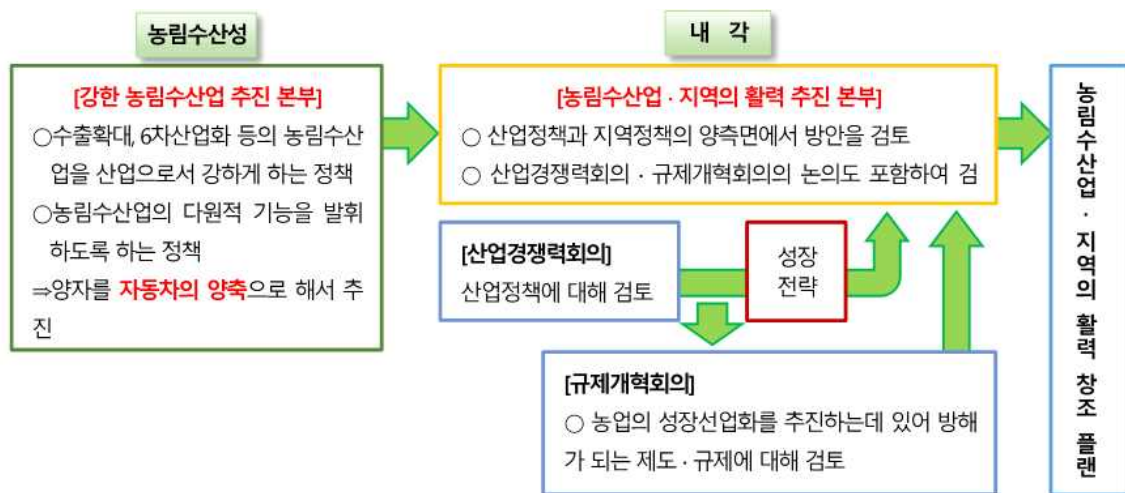 농림수산성
[강한 농림수산업 추진 본부]
○수출확대, 6차산업화 등의 농림수산
업을 산업으로서 강하게 하는 정책
○농림수산업의 다원적 기능을 발휘
하도록 하는 정책
⇒양자를 자동차의 양축으로 해서 추
진
내 각
[농림수산업 · 지역의 활력 추진 본부]
○ 산업정책과 지역정책의 양측면에서 방안을 검토
○ 산업경쟁력회의 · 규제개혁회의의 논의도 포함하여 검
[산업경쟁력회의]
산업정책에 대해 검토
성장
전략
[규제개혁회의]
○ 농업의 성장선업화를 추진하는데 있어 방해
가 되는 제도 · 규제에 대해 검토
농림수산업 · 지역의 활력 창조 플랜